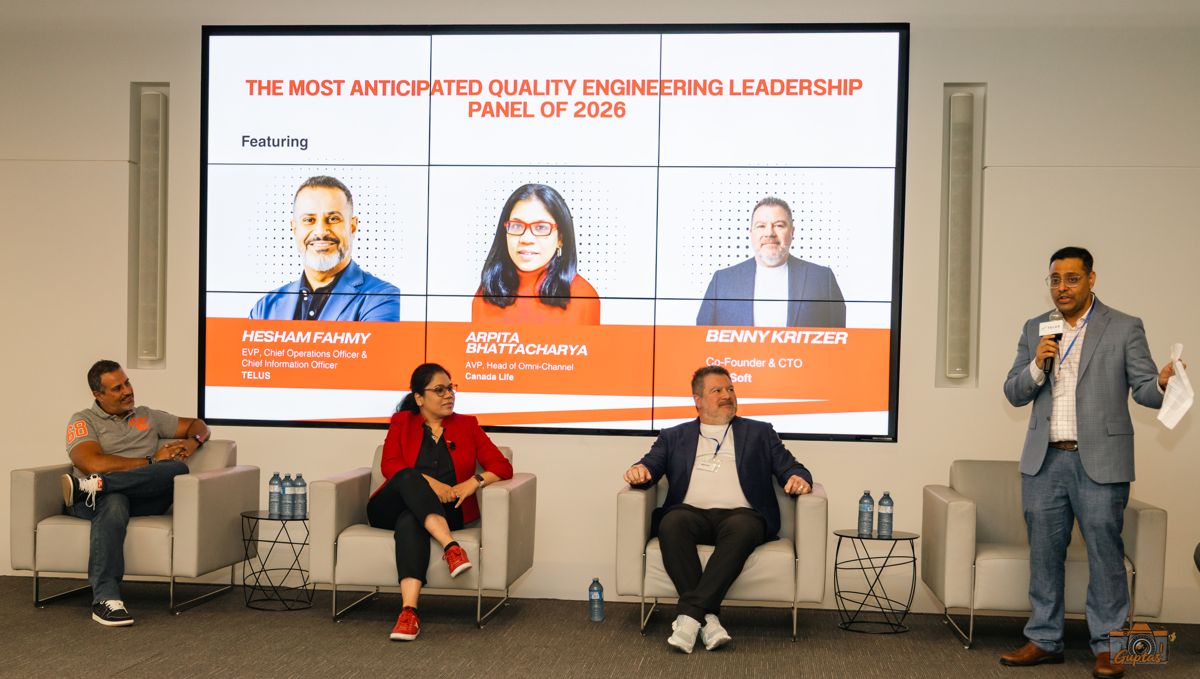 THE MOST ANTICIPATED QUALITY ENGINEERING LEADERSHIP
PANEL OF 2026
Featuring
HESHAM FAHMY
EVP, Chief Operations Officer &
Chief Information Officer
TELUS
ARPITA
BHATTACHARYA
AVP, Head of Omni-Channel
Canada Life
BENNY KRITZER
Co-Founder & CTO
Soft
TELUS
68
Guptas